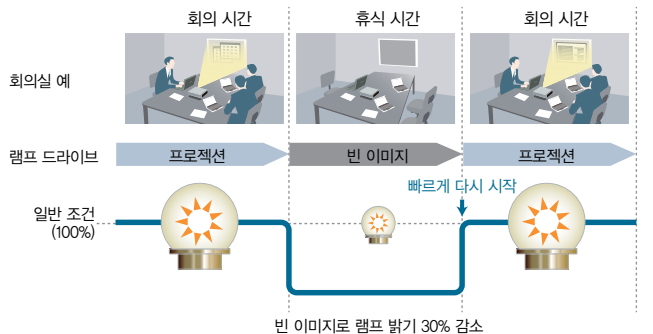 회의 시간
휴식 시간
회의 시간
회의실 예
램프 드라이브
프로젝션
빈 이미지
프로젝션
빠르게 다시 시작
일반 조건
(100%)
빈 이미지로 램프 밝기 30% 감소